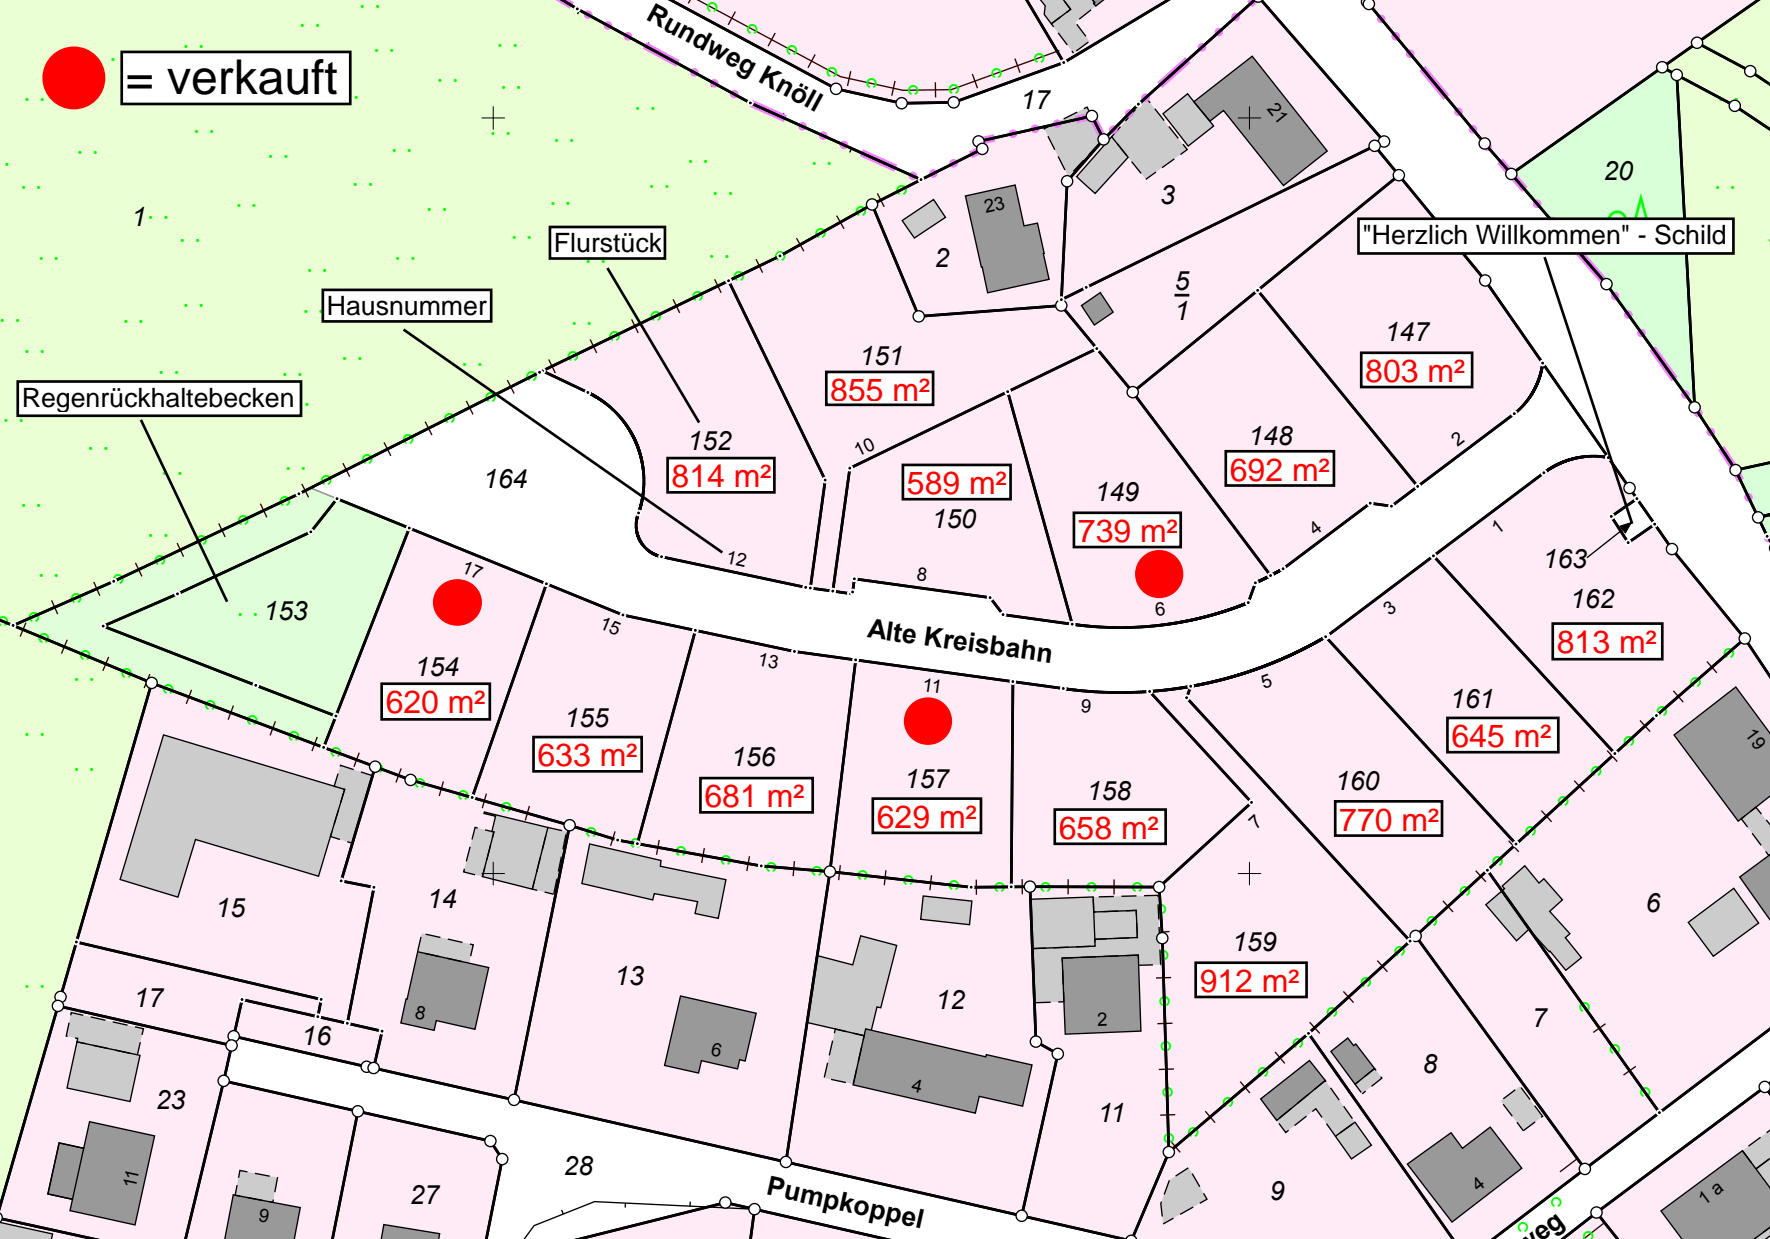 Rundweg Knöll
= verkauft
17
21
20
3
1
23
Flurstück
2
"Herzlich Willkommen" - Schild
5
1
Hausnummer
147
803 m²
151
855 m²
Regenrückhaltebecken
152
814 m²
10
148
692 m²
2
164
589 m²
150
149
739 m²
4
1
12
8
6
163
17
153
162
813 m²
3
15
Alte Kreisbahn
13
154
620 m²
11
9
5
161
645 m²
155
633 m²
156
681 m²
157
629 m²
158
658 m²
7
160
770 m²
19
15
14
6
13
12
159
912 m²
17
16
8
6
2
4
7
8
23
11
11
28
27
9
Pumpkoppel
9
4
1 a
weg